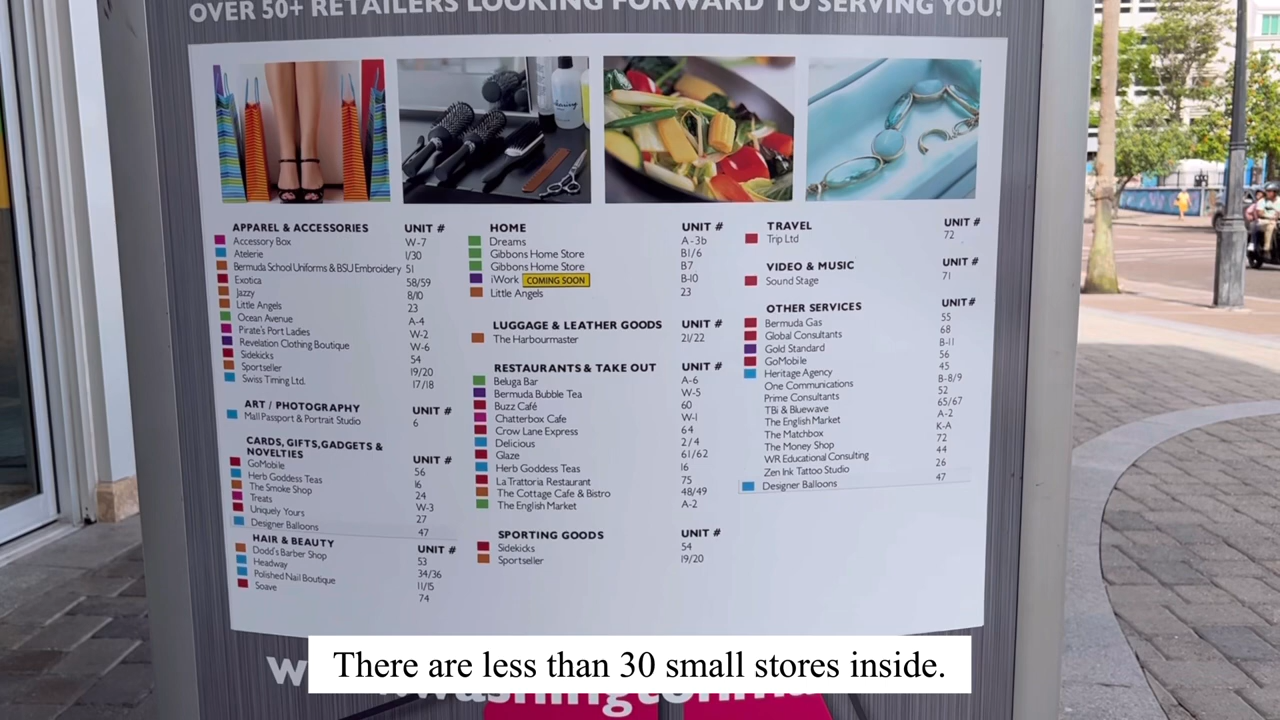 OVER 50+ RETAILERS LOOKING FORWARD TO SERVING YOU!
APPAREL & ACCESSORIES UNIT #
Accessory Box W-7
Atelerie 1/30
Bermuda School Uniforms & BSU Embroidery 51
Exotica 58/59
Jazzy 8/10
Little Angels 23
Ocean Avenue A-4
Pirate's Port Ladies W-2
Revelation Clothing Boutique W-6
Sidekicks 54
Sportseller 19/20
Swiss Timing Ltd. 17/18
ART / PHOTOGRAPHY UNIT #
Mall Passport & Portrait Studio 6
CARDS, GIFTS, GADGETS &
NOVELTIES UNIT #
GoMobile 56
Herb Goddess Teas 16
The Smoke Shop 24
Treats W-3
Uniquely Yours 27
Designer Balloons 47
HAIR & BEAUTY UNIT #
Dodd's Barber Shop 53
Headway 34/36
Polished Nail Boutique 11/15
Soave 74
HOME UNIT #
Dreams A-3b
Gibbons Home Store B1/6
Gibbons Home Store B7
iWork COMING SOON B-10
Little Angels 23
LUGGAGE & LEATHER GOODS UNIT #
The Harbourmaster 21/22
RESTAURANTS & TAKE OUT UNIT #
Beluga Bar A-6
Bermuda Bubble Tea W-5
Buzz Café 60
Chatterbox Cafe W-1
Crow Lane Express 64
Delicious 2/4
Glaze 61/62
Herb Goddess Teas 16
La Trattoria Restaurant 75
The Cottage Cafe & Bistro 48/49
The English Market A-2
SPORTING GOODS UNIT #
Sidekicks 54
Sportseller 19/20
TRAVEL UNIT #
Trip Ltd 72
VIDEO & MUSIC UNIT #
Sound Stage 71
OTHER SERVICES UNIT #
Bermuda Gas 55
Global Consultants 68
Gold Standard B-11
GoMobile 56
Heritage Agency 45
One Communications B-8/9
Prime Consultants 52
TBi & Bluewave 65/67
The English Market A-2
The Matchbox K-A
The Money Shop 72
WR Educational Consulting 44
Zen Ink Tattoo Studio 26
Designer Balloons 47
There are less than 30 small stores inside.